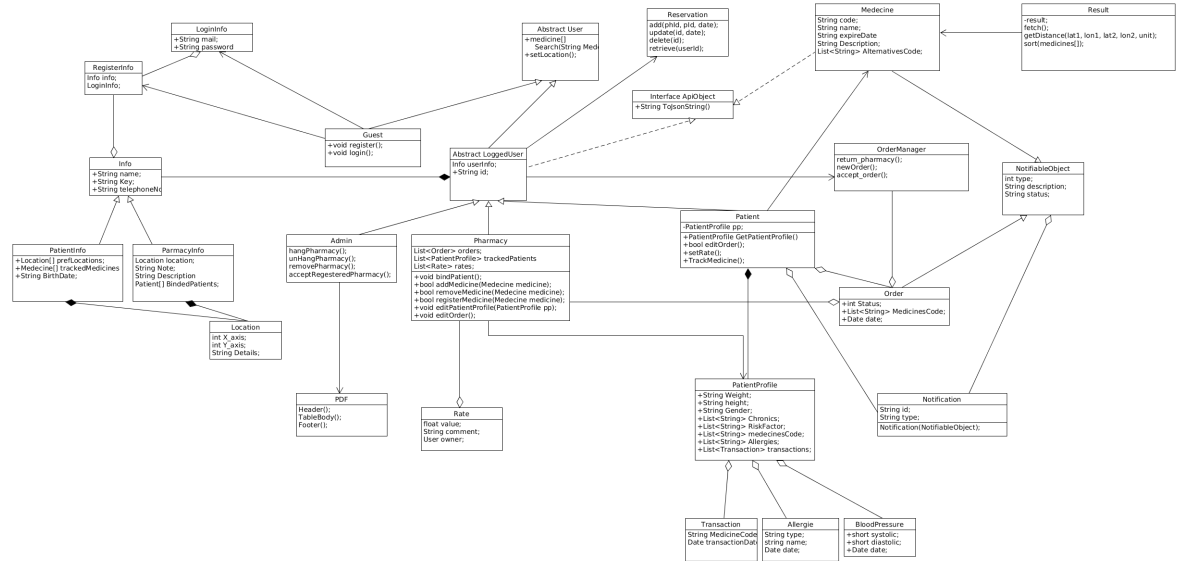 LoginInfo
+String mail;
+String password
RegisterInfo
Info info;
LoginInfo;
Abstract User
+medicine[]
Search(String Med
+setLocation();
Reservation
add(phId, pId, date);
update(id, date);
delete(id);
retrieve(userId);
Medecine
String code;
String name;
String expireDate
String Description;
List<String> AlternativesCode;
Result
-result;
fetch();
getDistance(lat1, lon1, lat2, lon2, unit);
sort(medicines[]);
Interface ApiObject
+String ToJsonString()
Guest
+void register();
+void login();
Abstract LoggedUser
Info userInfo;
+String id;
OrderManager
return_pharmacy();
newOrder();
accept_order();
NotifiableObject
int type;
String description;
String status;
Info
+String name;
+String Key;
+String telephoneNo
PatientInfo
+Location[] prefLocations;
+Medecine[] trackedMedicines
+String BirthDate;
ParmacyInfo
Location location;
String Note;
String Description
Patient[] BindedPatients;
Location
int X_axis;
int Y_axis;
String Details;
Admin
hangPharmacy();
unHangPharmacy();
removePharmacy();
acceptRegesteredPharmacy();
Pharmacy
List<Order> orders;
List<PatientProfile> trackedPatients
List<Rate> rates;
+void bindPatient();
+bool addMedicine(Medecine medicine);
+bool removeMedicine(Medecine medicine);
+bool registerMedicine(Medecine medicine);
+void editPatientProfile(PatientProfile pp);
+void editOrder();
Patient
-PatientProfile pp;
+PatientProfile GetPatientProfile()
+bool editOrder();
+setRate();
+TrackMedicine();
Order
+int Status;
+List<String> MedicinesCode;
+Date date;
PDF
Header();
TableBody();
Footer();
Rate
float value;
String comment;
User owner;
PatientProfile
+String Weight;
+String height;
+String Gender;
+List<String> Chronics;
+List<String> RiskFactor;
+List<String> medecinesCode;
+List<String> Allergies;
+List<Transaction> transactions;
Notification
String id;
String type;
Notification(NotifiableObject);
Transaction
String MedicineCode
Date transactionDat
Allergie
String type;
string name;
Date date;
BloodPressure
+short systolic;
+short diastolic;
+Date date;